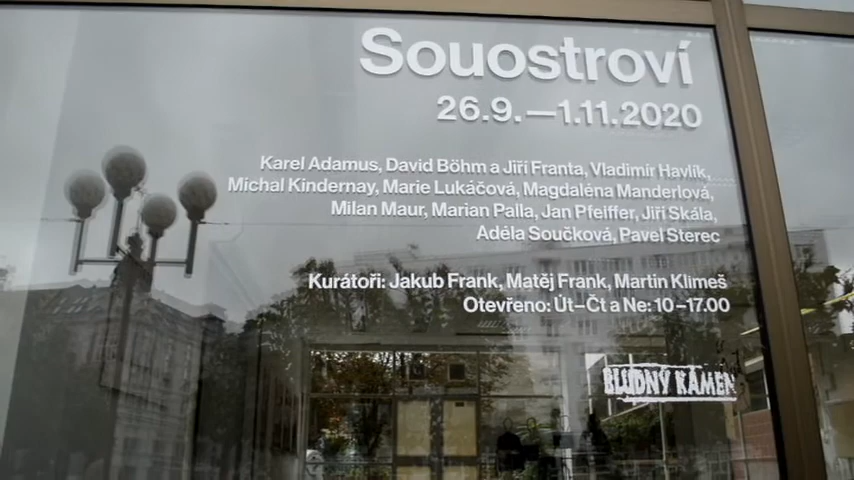 Souostroví
26.9.—1.11.2020
Karel Adamus, David Böhm a Jiří Franta, Vladimír Havlík,
Michal Kindernay, Marie Lukáčová, Magdaléna Manderlová,
Milan Maur, Marian Palla, Jan Pfeiffer, Jiří Skála,
Adéla Součková, Pavel Sterec
Kurátoři: Jakub Frank, Matěj Frank, Martin Klimeš
Otevřeno: Út–Čt a Ne: 10–17.00
BLUDNÝ KÁMEN